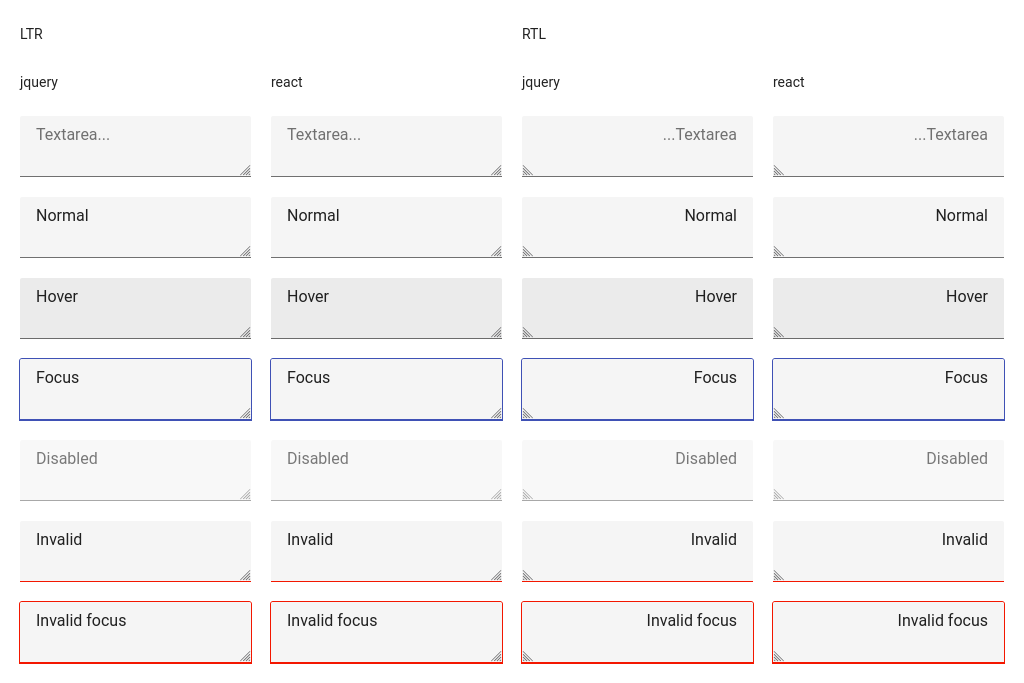 LTR RTL
jquery react jquery react
Textarea... Textarea... ...Textarea ...Textarea
Normal Normal Normal Normal
Hover Hover Hover Hover
Focus Focus Focus Focus
Disabled Disabled Disabled Disabled
Invalid Invalid Invalid Invalid
Invalid focus Invalid focus Invalid focus Invalid focus